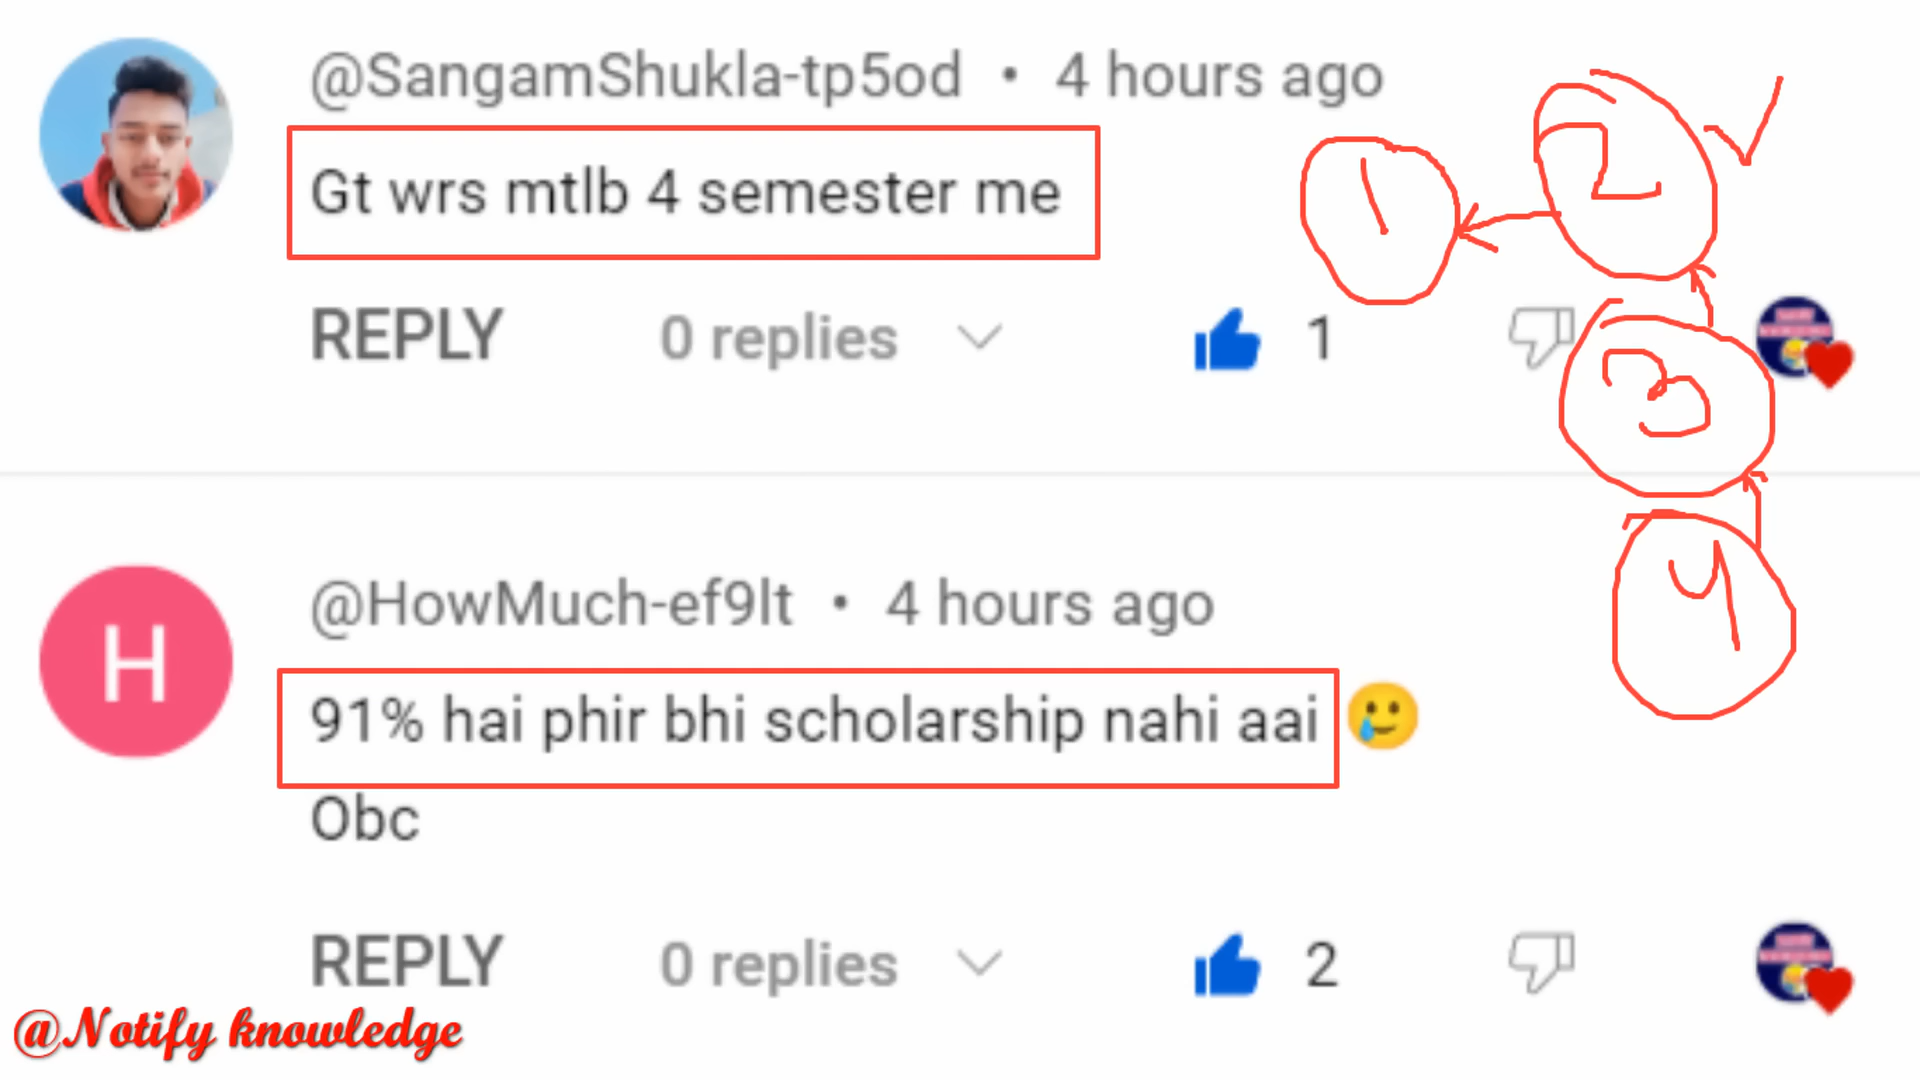 @SangamShukla-tp5od • 4 hours ago
Gt wrs mtlb 4 semester me
REPLY 0 replies 1
1
2
3
4
@HowMuch-ef9lt • 4 hours ago
91% hai phir bhi scholarship nahi aai 🥲
Obc
REPLY 0 replies 2
H
@Notify knowledge